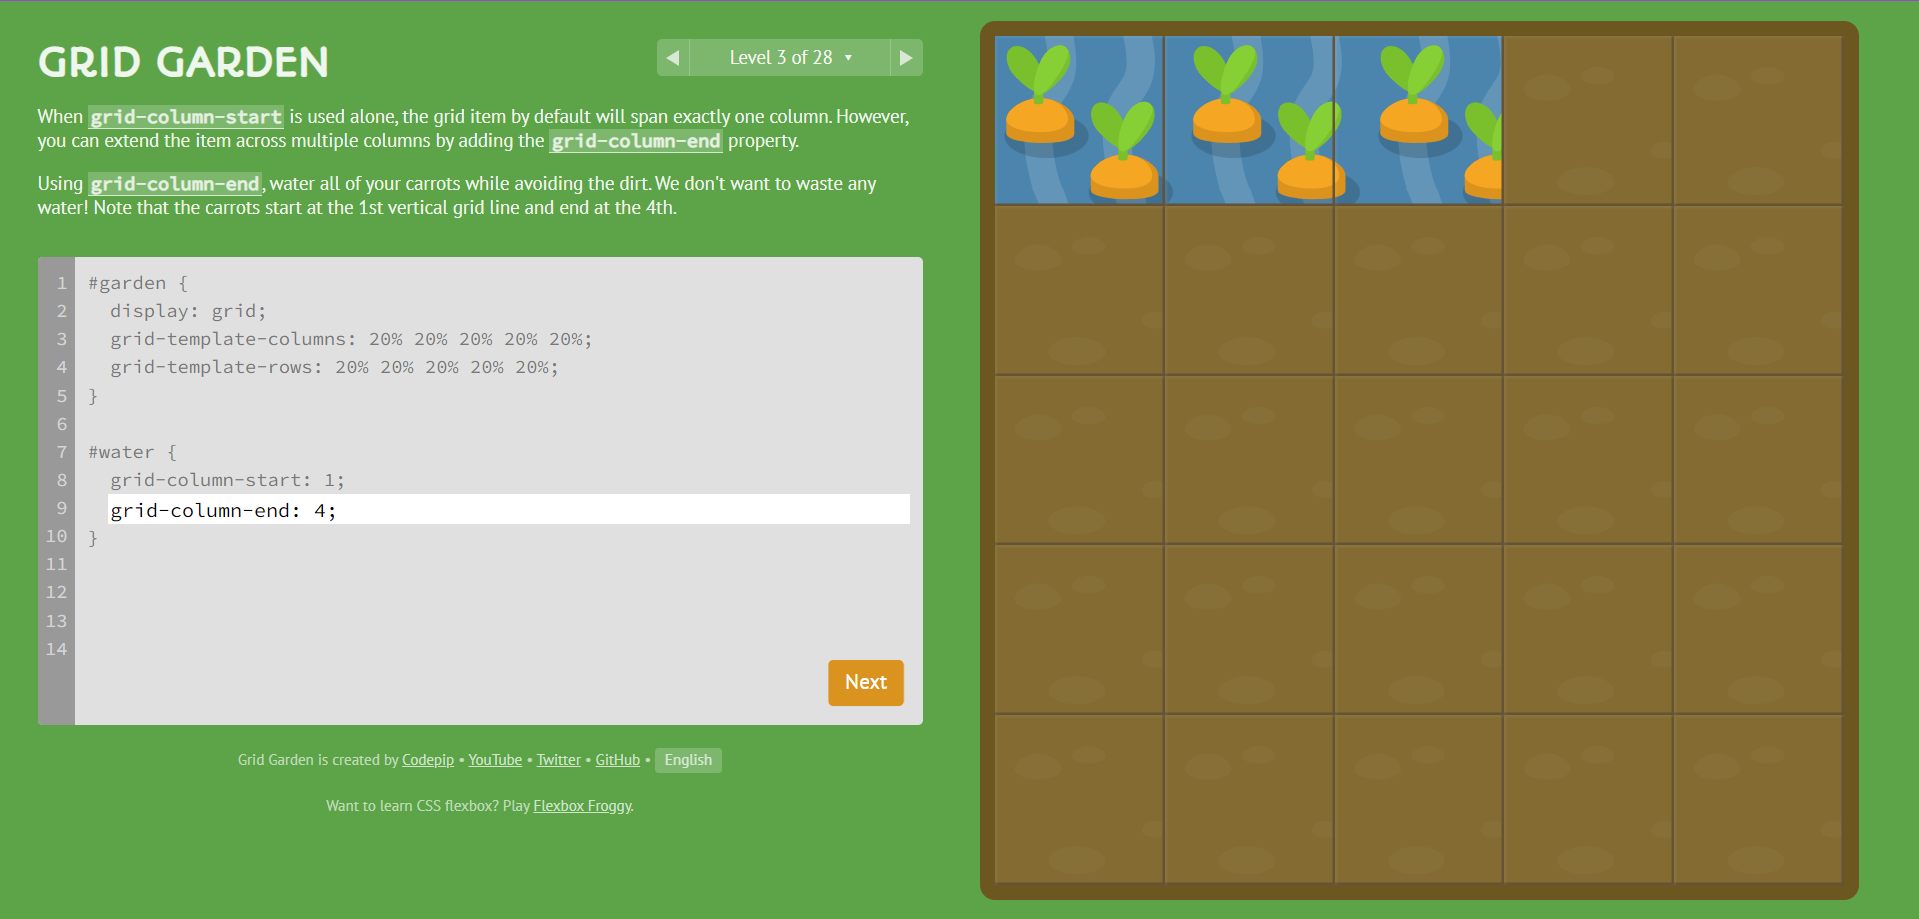 GRID GARDEN
◀ Level 3 of 28 ▾ ▶
When grid-column-start is used alone, the grid item by default will span exactly one column. However,
you can extend the item across multiple columns by adding the grid-column-end property.
Using grid-column-end, water all of your carrots while avoiding the dirt. We don't want to waste any
water! Note that the carrots start at the 1st vertical grid line and end at the 4th.
1 #garden {
2 display: grid;
3 grid-template-columns: 20% 20% 20% 20% 20%;
4 grid-template-rows: 20% 20% 20% 20% 20%;
5 }
6
7 #water {
8 grid-column-start: 1;
9 grid-column-end: 4;
10 }
11
12
13
14
Next
Grid Garden is created by Codepip • YouTube • Twitter • GitHub • English
Want to learn CSS flexbox? Play Flexbox Froggy.